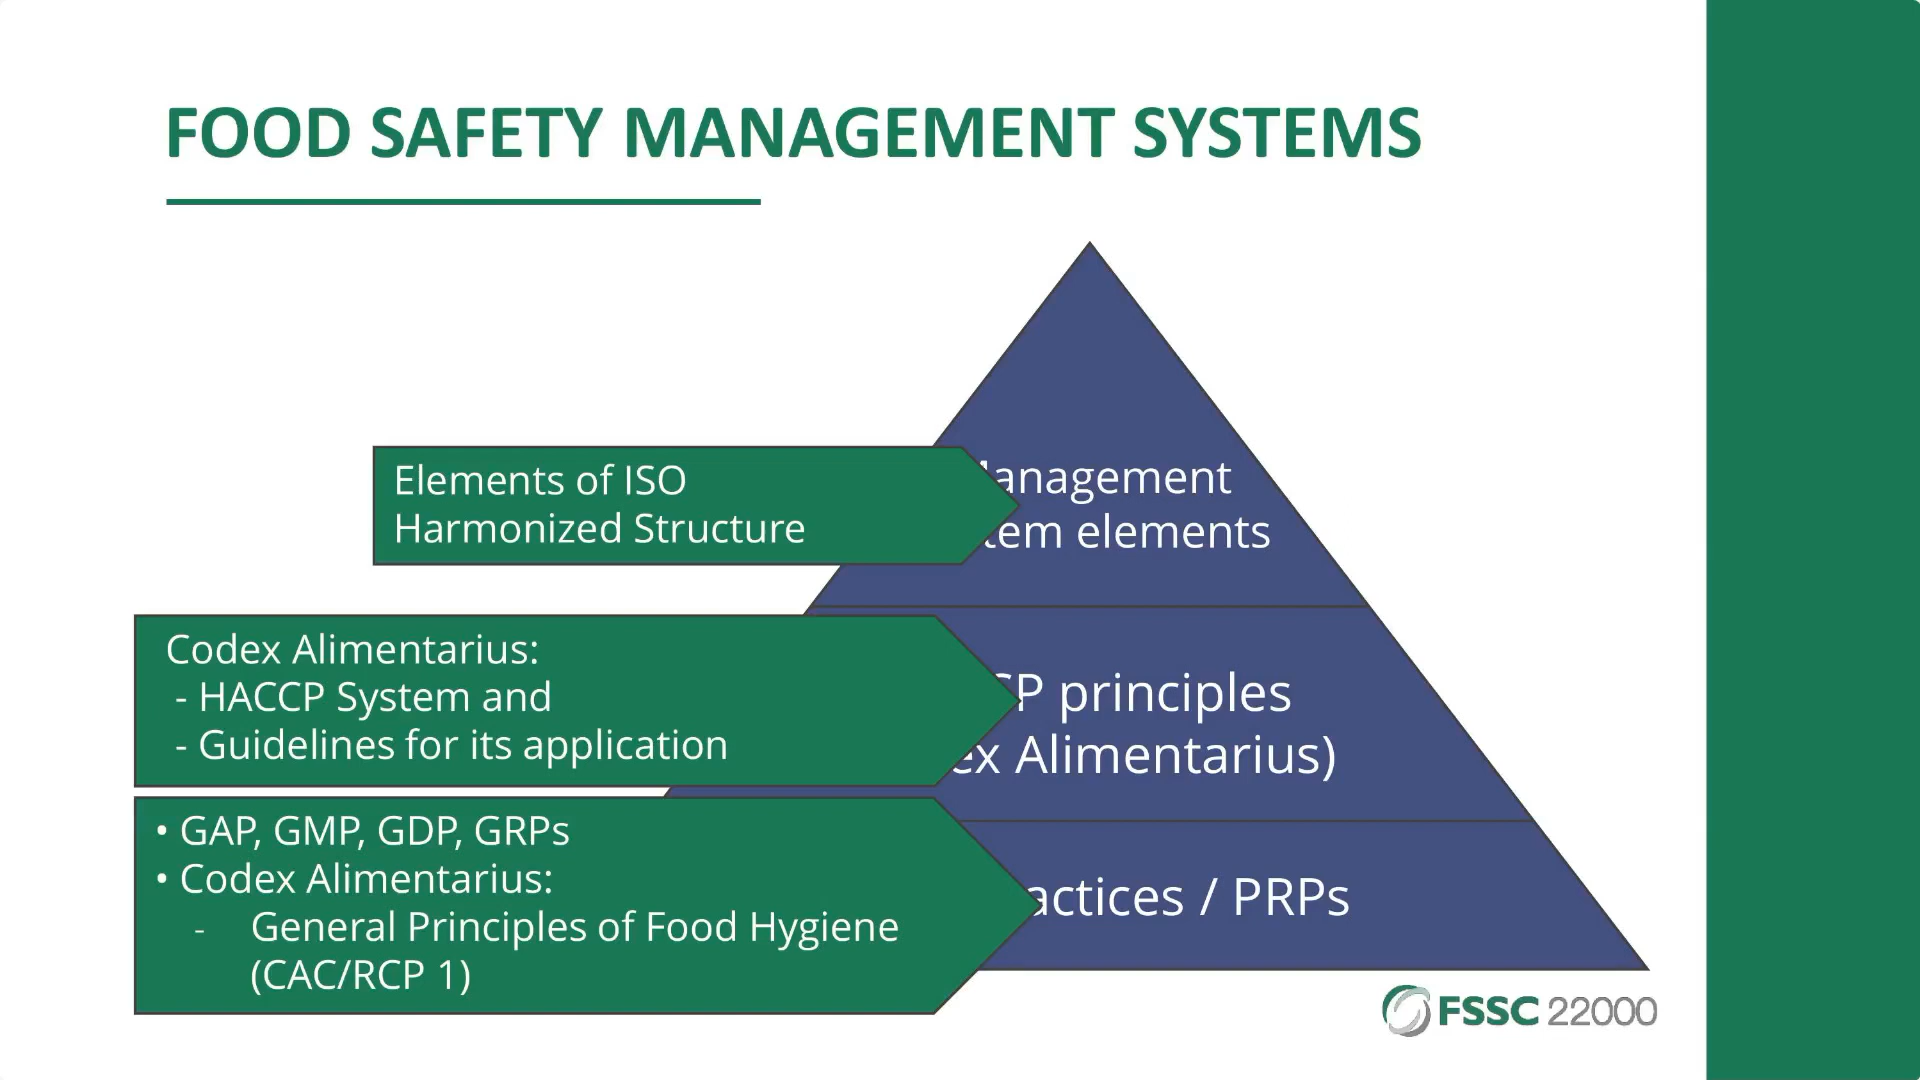 FOOD SAFETY MANAGEMENT SYSTEMS
Elements of ISO
Harmonized Structure
anagement
tem elements
Codex Alimentarius:
- HACCP System and
- Guidelines for its application
CP principles
ex Alimentarius)
• GAP, GMP, GDP, GRPs
• Codex Alimentarius:
- General Principles of Food Hygiene
(CAC/RCP 1)
actices / PRPs
FSSC 22000